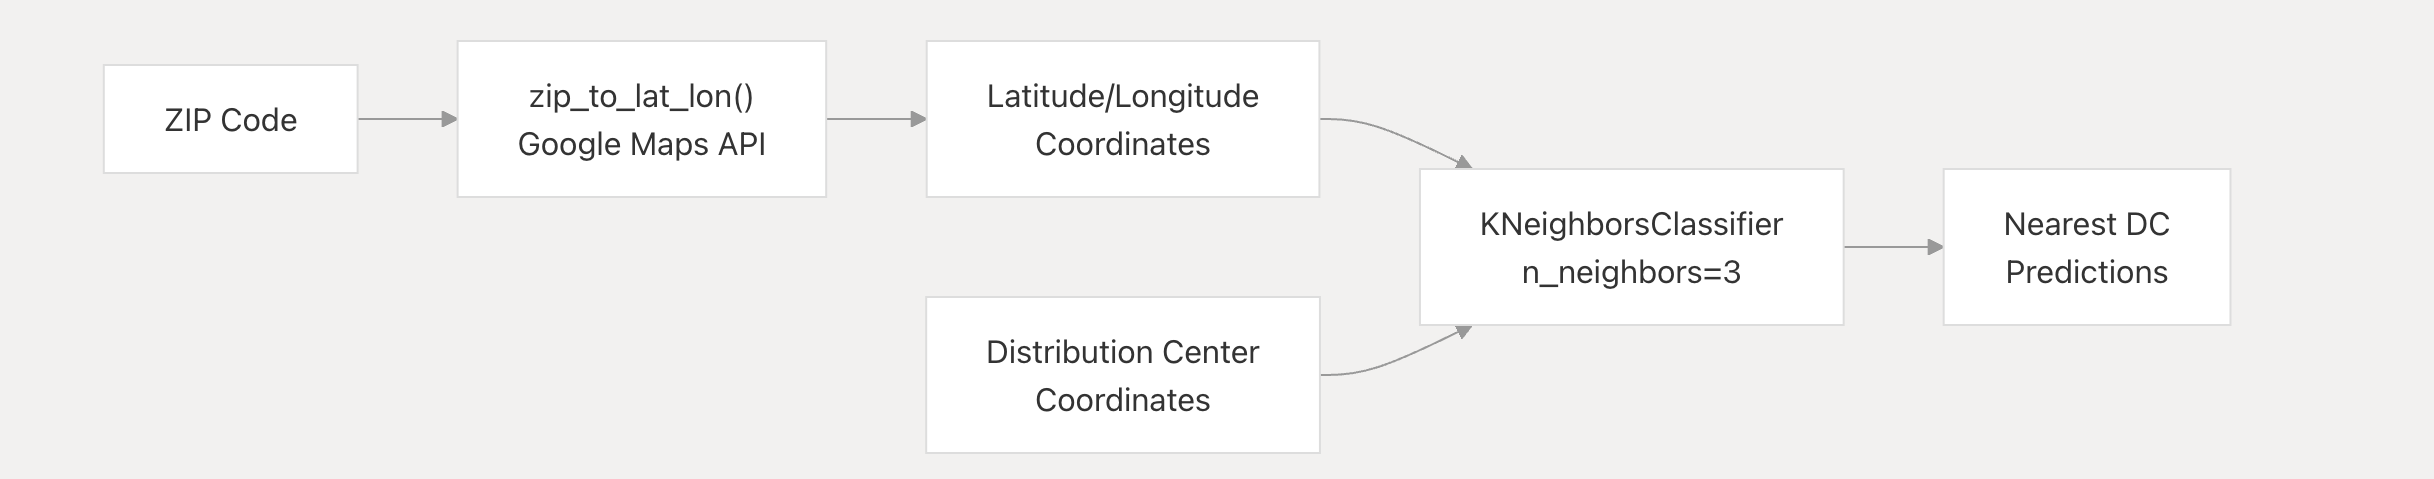 ZIP Code
zip_to_lat_lon()
Google Maps API
Latitude/Longitude
Coordinates
Distribution Center
Coordinates
KNeighborsClassifier
n_neighbors=3
Nearest DC
Predictions